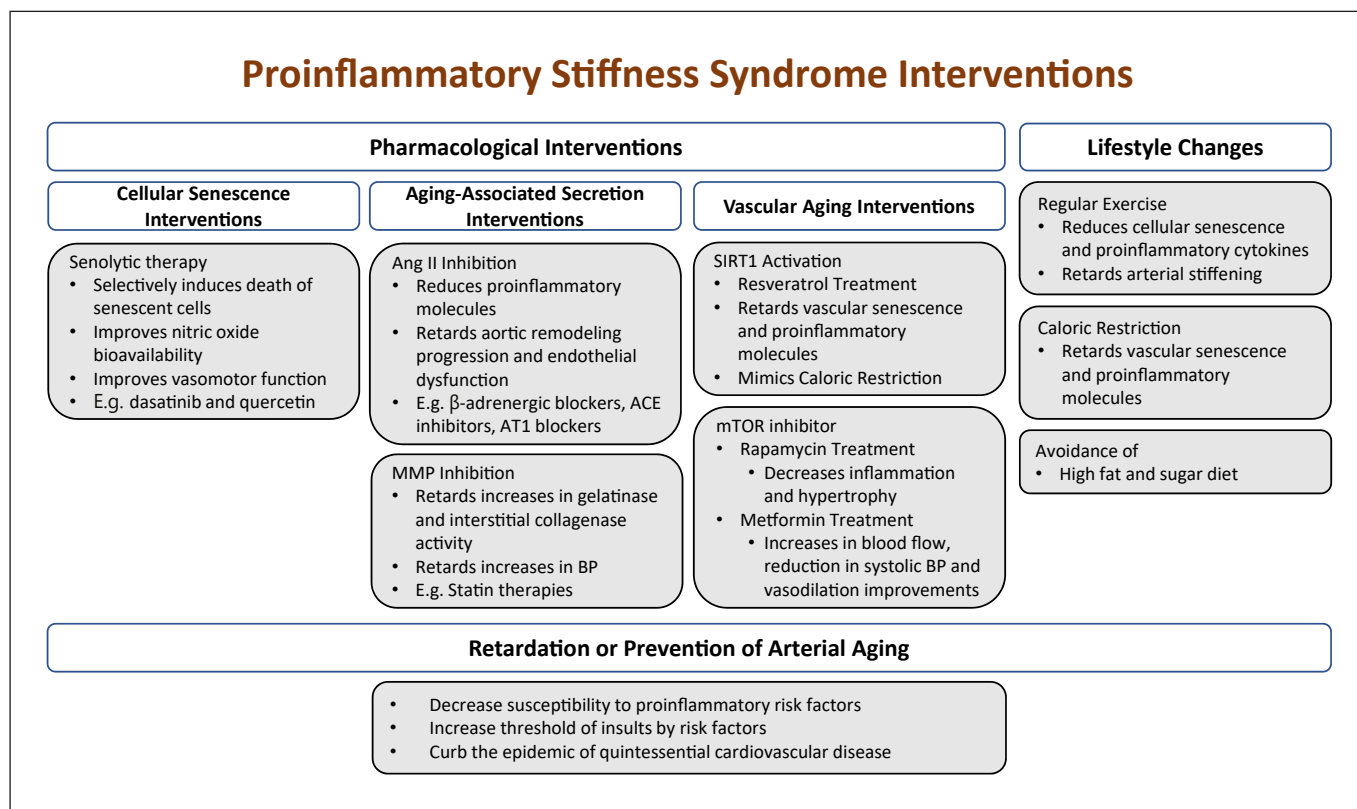 Proinflammatory Stiffness Syndrome Interventions
Pharmacological Interventions
Lifestyle Changes
Cellular Senescence
Interventions
Aging-Associated Secretion
Interventions
Vascular Aging Interventions
Senolytic therapy
• Selectively induces death of
senescent cells
• Improves nitric oxide
bioavailability
• Improves vasomotor function
• E.g. dasatinib and quercetin
Ang II Inhibition
• Reduces proinflammatory
molecules
• Retards aortic remodeling
progression and endothelial
dysfunction
• E.g. β-adrenergic blockers, ACE
inhibitors, AT1 blockers
MMP Inhibition
• Retards increases in gelatinase
and interstitial collagenase
activity
• Retards increases in BP
• E.g. Statin therapies
SIRT1 Activation
• Resveratrol Treatment
• Retards vascular senescence
and proinflammatory
molecules
• Mimics Caloric Restriction
mTOR inhibitor
• Rapamycin Treatment
• Decreases inflammation
and hypertrophy
• Metformin Treatment
• Increases in blood flow,
reduction in systolic BP and
vasodilation improvements
Regular Exercise
• Reduces cellular senescence
and proinflammatory cytokines
• Retards arterial stiffening
Caloric Restriction
• Retards vascular senescence
and proinflammatory
molecules
Avoidance of
• High fat and sugar diet
Retardation or Prevention of Arterial Aging
• Decrease susceptibility to proinflammatory risk factors
• Increase threshold of insults by risk factors
• Curb the epidemic of quintessential cardiovascular disease